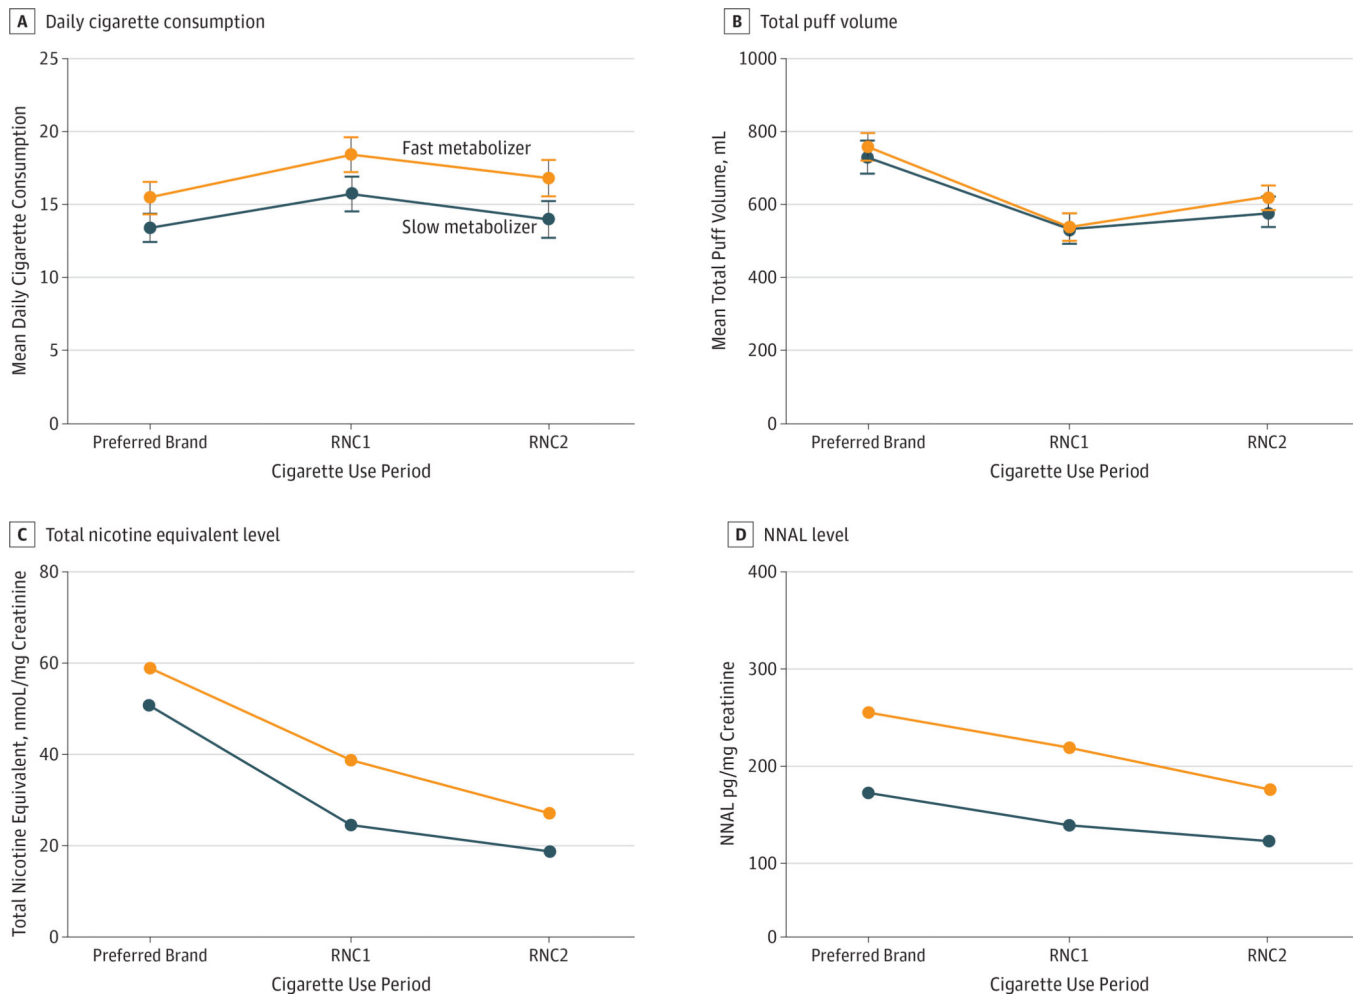 A Daily cigarette consumption
Mean Daily Cigarette Consumption
25
20
15
10
5
0
Fast metabolizer
Slow metabolizer
Preferred Brand
RNC1
RNC2
Cigarette Use Period
B Total puff volume
Mean Total Puff Volume, mL
1000
800
600
400
200
0
Preferred Brand
RNC1
RNC2
Cigarette Use Period
C Total nicotine equivalent level
Total Nicotine Equivalent, nmoL/mg Creatinine
80
60
40
20
0
Preferred Brand
RNC1
RNC2
Cigarette Use Period
D NNAL level
NNAL pg/mg Creatinine
400
300
200
100
0
Preferred Brand
RNC1
RNC2
Cigarette Use Period